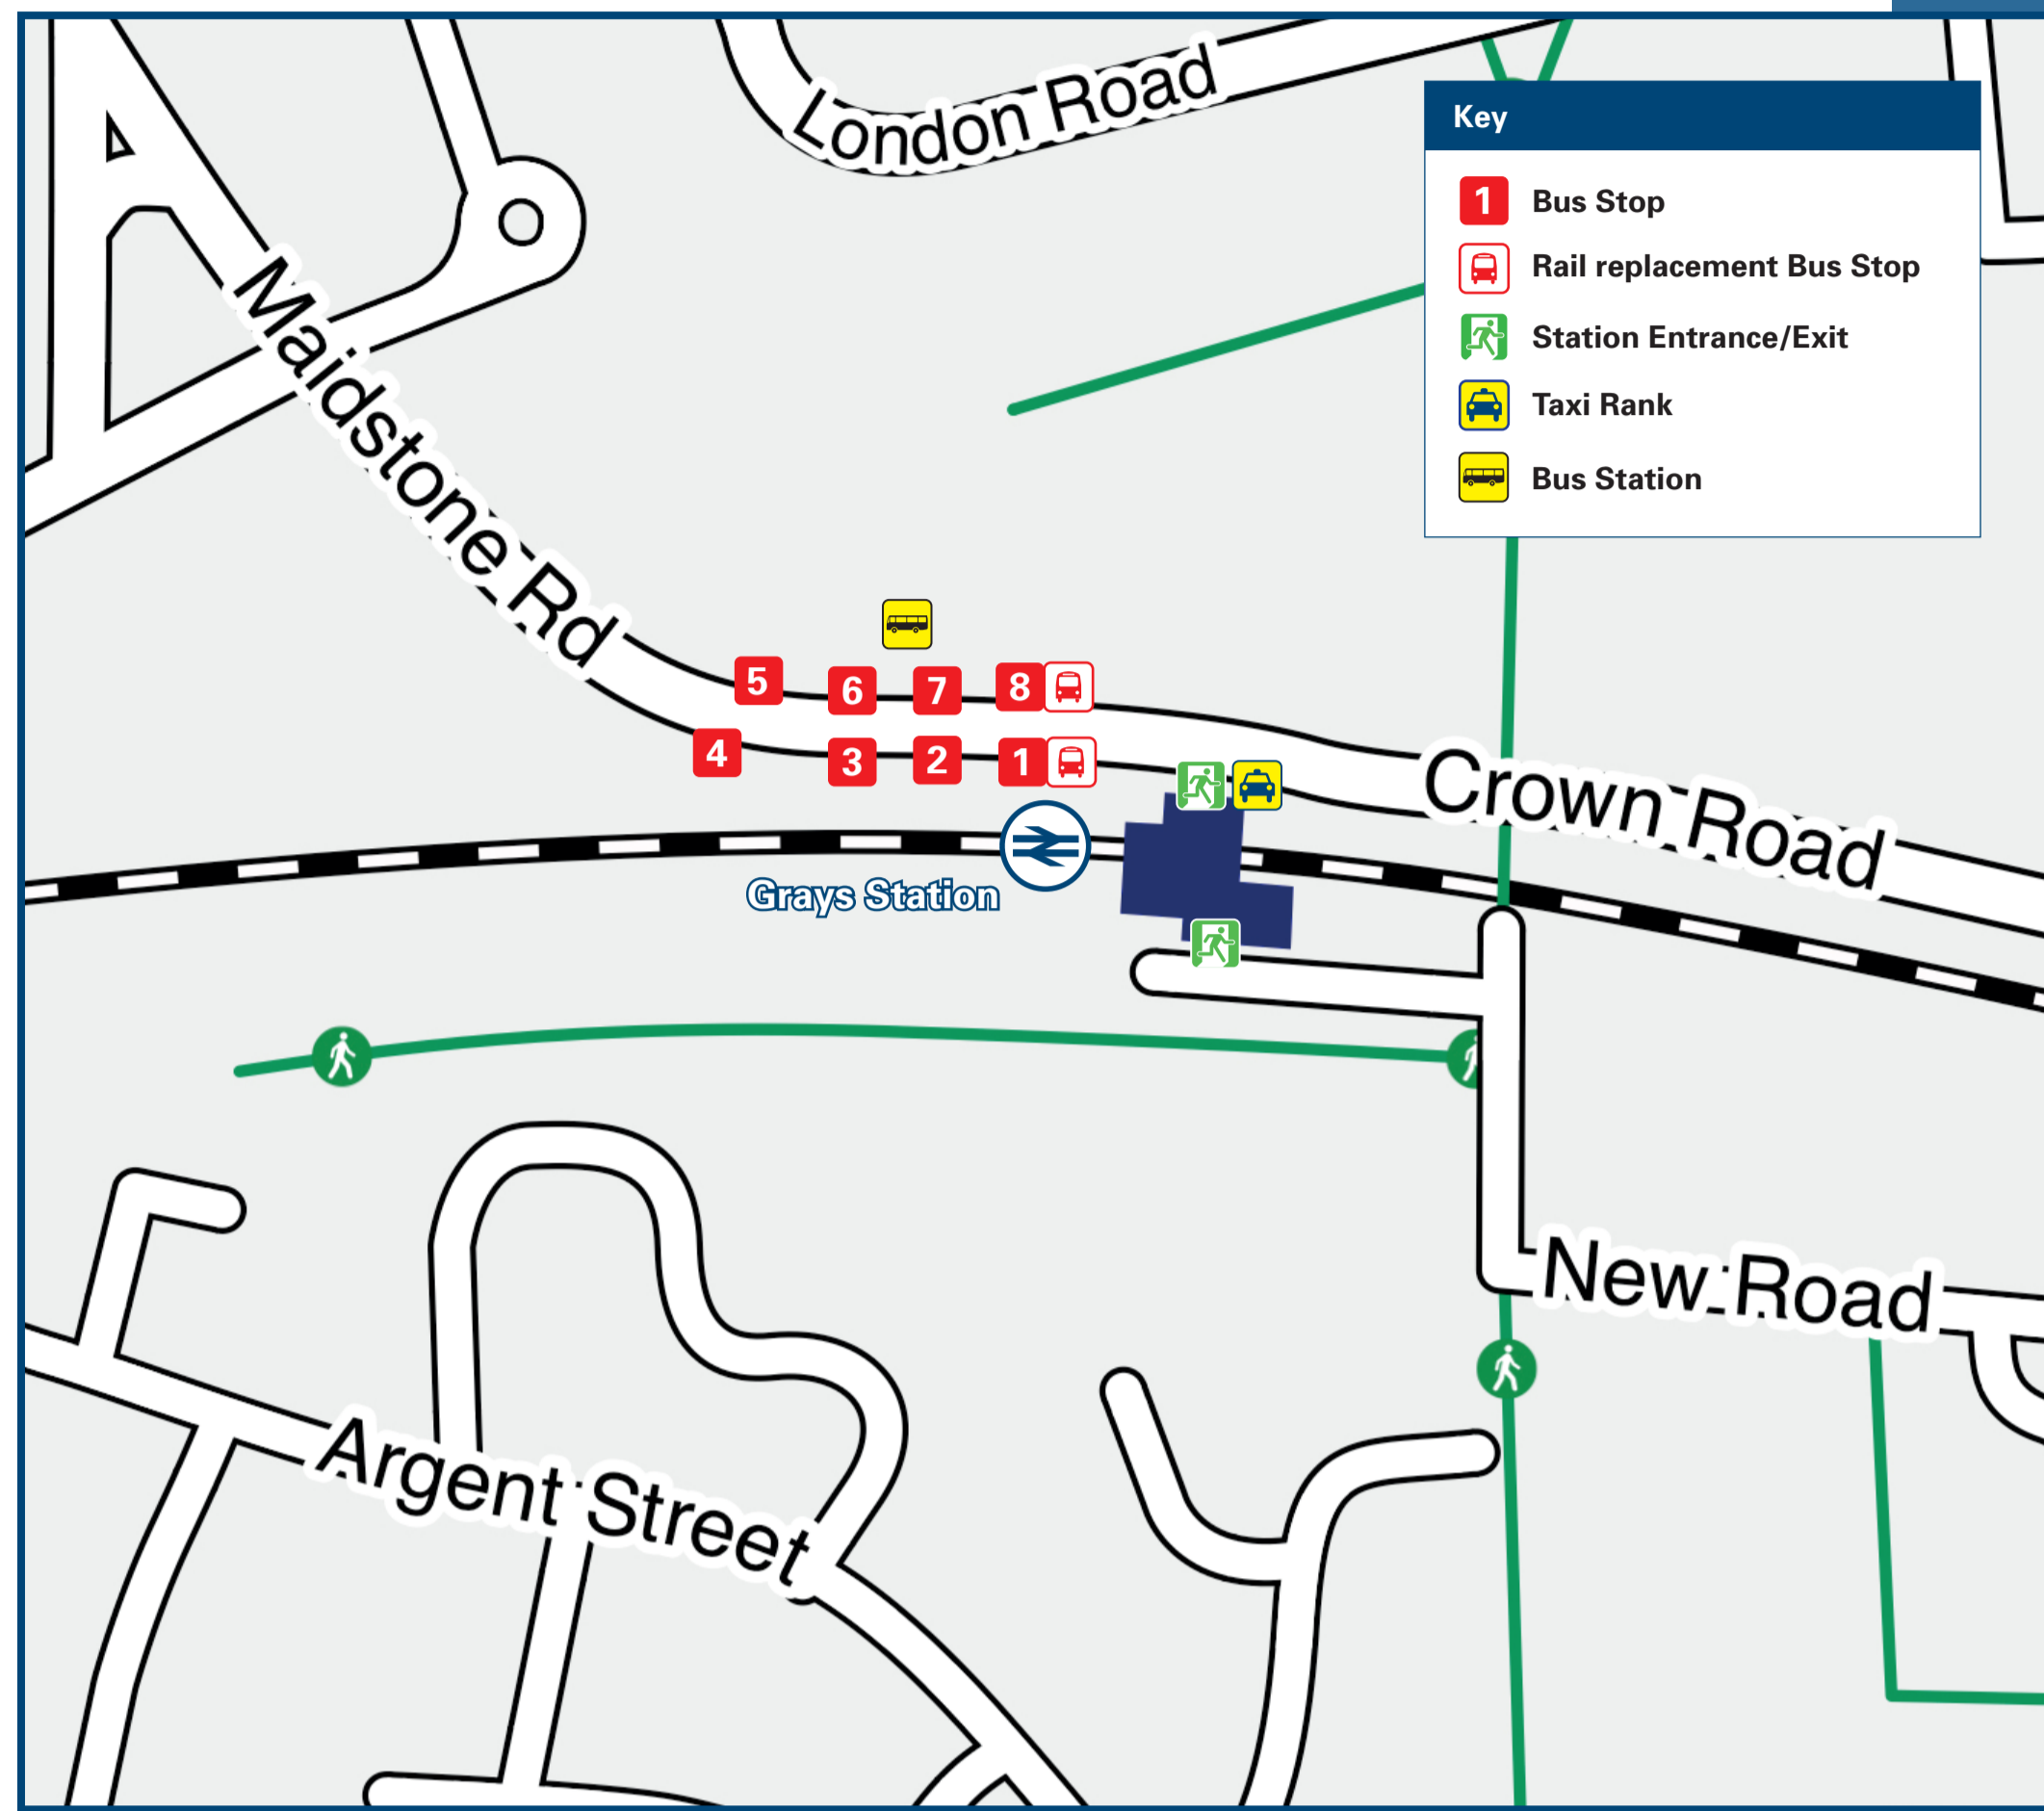 London Road
Key
1 Bus Stop
Rail replacement Bus Stop
Station Entrance/Exit
Taxi Rank
Bus Station
Maidstone Rd
5
6
7
8
4
3
2
1
Crown Road
Grays Station
New Road
Argent Street